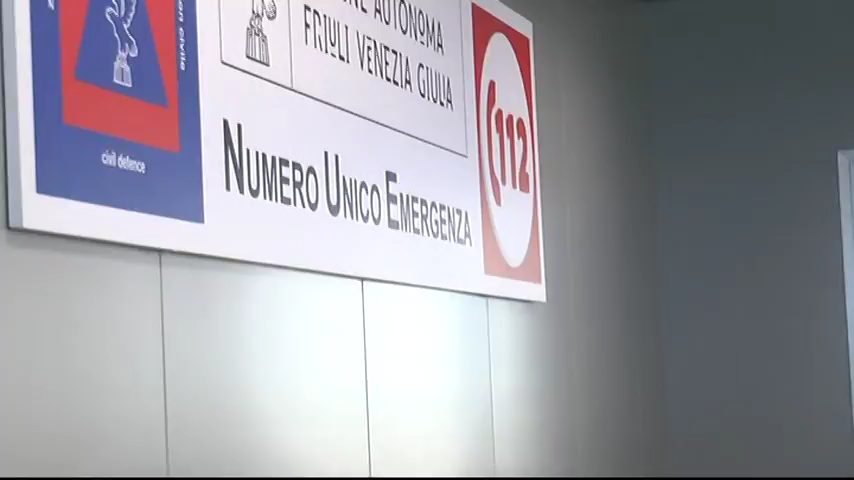 civil defence
AUTONOMA
FRIULI VENEZIA GIULIA
NUMERO UNICO EMERGENZA
112